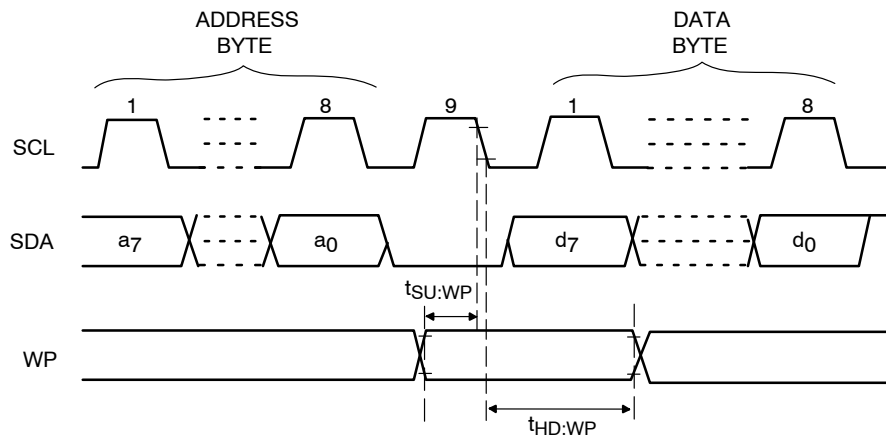 ADDRESS
BYTE
DATA
BYTE
1 8 9 1 8
SCL
SDA a7 a0 d7 d0
tSU:WP
WP
tHD:WP